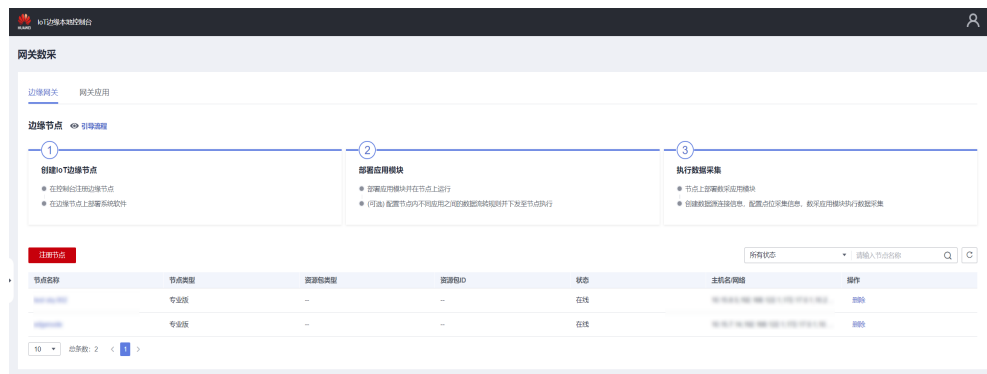 HUAWEI IoT边缘本地控制台
网关数采
边缘网关 网关应用
边缘节点 引导流程
1 2 3
创建IoT边缘节点 部署应用模块 执行数据采集
● 在控制台注册边缘节点 ● 部署应用模块并在节点上运行 ● 节点上部署数采应用模块
● 在边缘节点上部署系统软件 ● (可选) 配置节点内不同应用之间的数据流转规则并下发至节点执行 ● 创建数据源连接信息、配置点位采集信息、数采应用模块执行数据采集
注册节点 所有状态 请输入节点名称
节点名称 节点类型 资源包类型 资源包ID 状态 主机名/网络 操作
专业版 -- -- 在线 删除
专业版 -- -- 在线 删除
10 总条数: 2 < 1 >